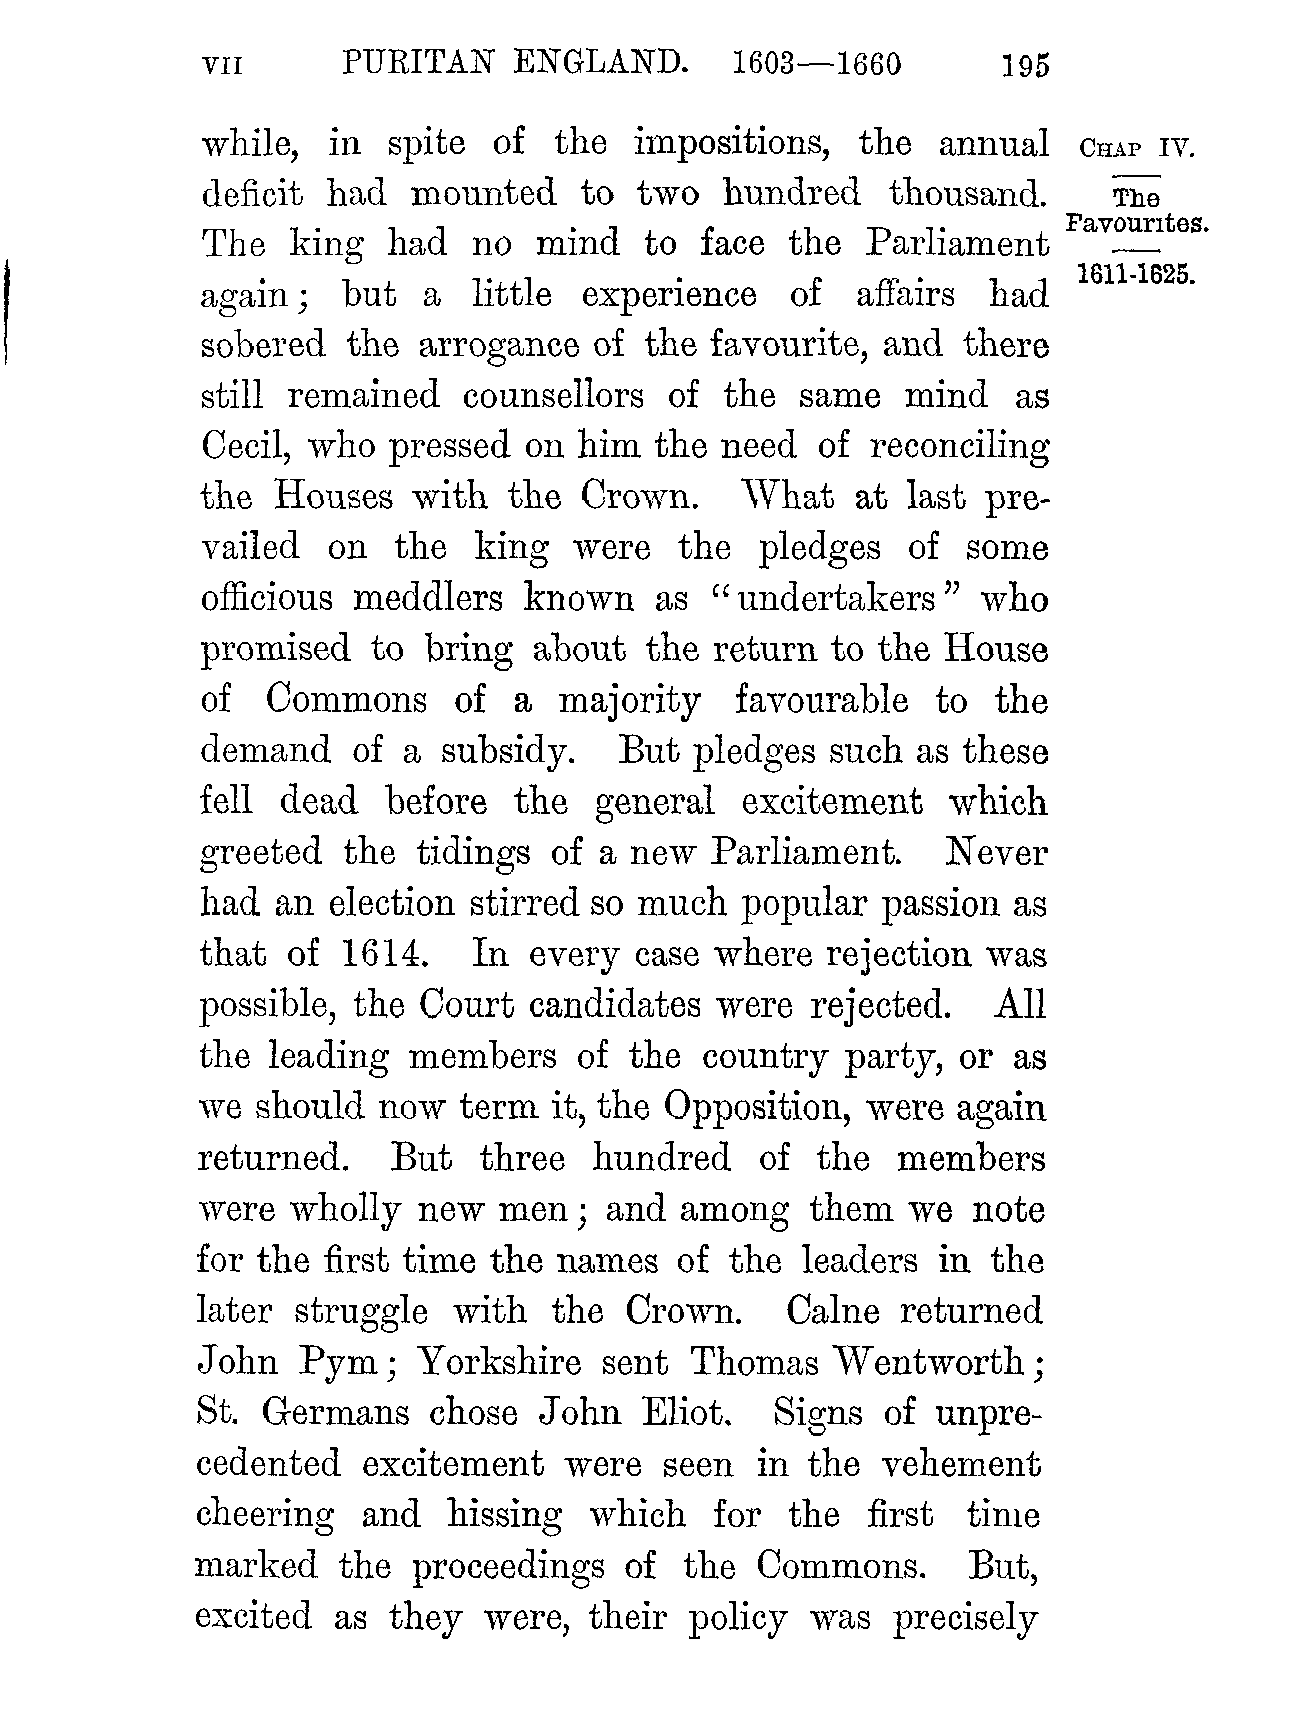 VII PURITAN ENGLAND. 1603—1660 195
while, in spite of the impositions, the annual
deficit had mounted to two hundred thousand.
The king had no mind to face the Parliament
again; but a little experience of affairs had
sobered the arrogance of the favourite, and there
still remained counsellors of the same mind as
Cecil, who pressed on him the need of reconciling
the Houses with the Crown. What at last pre-
vailed on the king were the pledges of some
officious meddlers known as "undertakers" who
promised to bring about the return to the House
of Commons of a majority favourable to the
demand of a subsidy. But pledges such as these
fell dead before the general excitement which
greeted the tidings of a new Parliament. Never
had an election stirred so much popular passion as
that of 1614. In every case where rejection was
possible, the Court candidates were rejected. All
the leading members of the country party, or as
we should now term it, the Opposition, were again
returned. But three hundred of the members
were wholly new men; and among them we note
for the first time the names of the leaders in the
later struggle with the Crown. Calne returned
John Pym; Yorkshire sent Thomas Wentworth;
St. Germans chose John Eliot. Signs of unpre-
cedented excitement were seen in the vehement
cheering and hissing which for the first time
marked the proceedings of the Commons. But,
excited as they were, their policy was precisely
CHAP IV.
The
Favourites.
1611-1625.